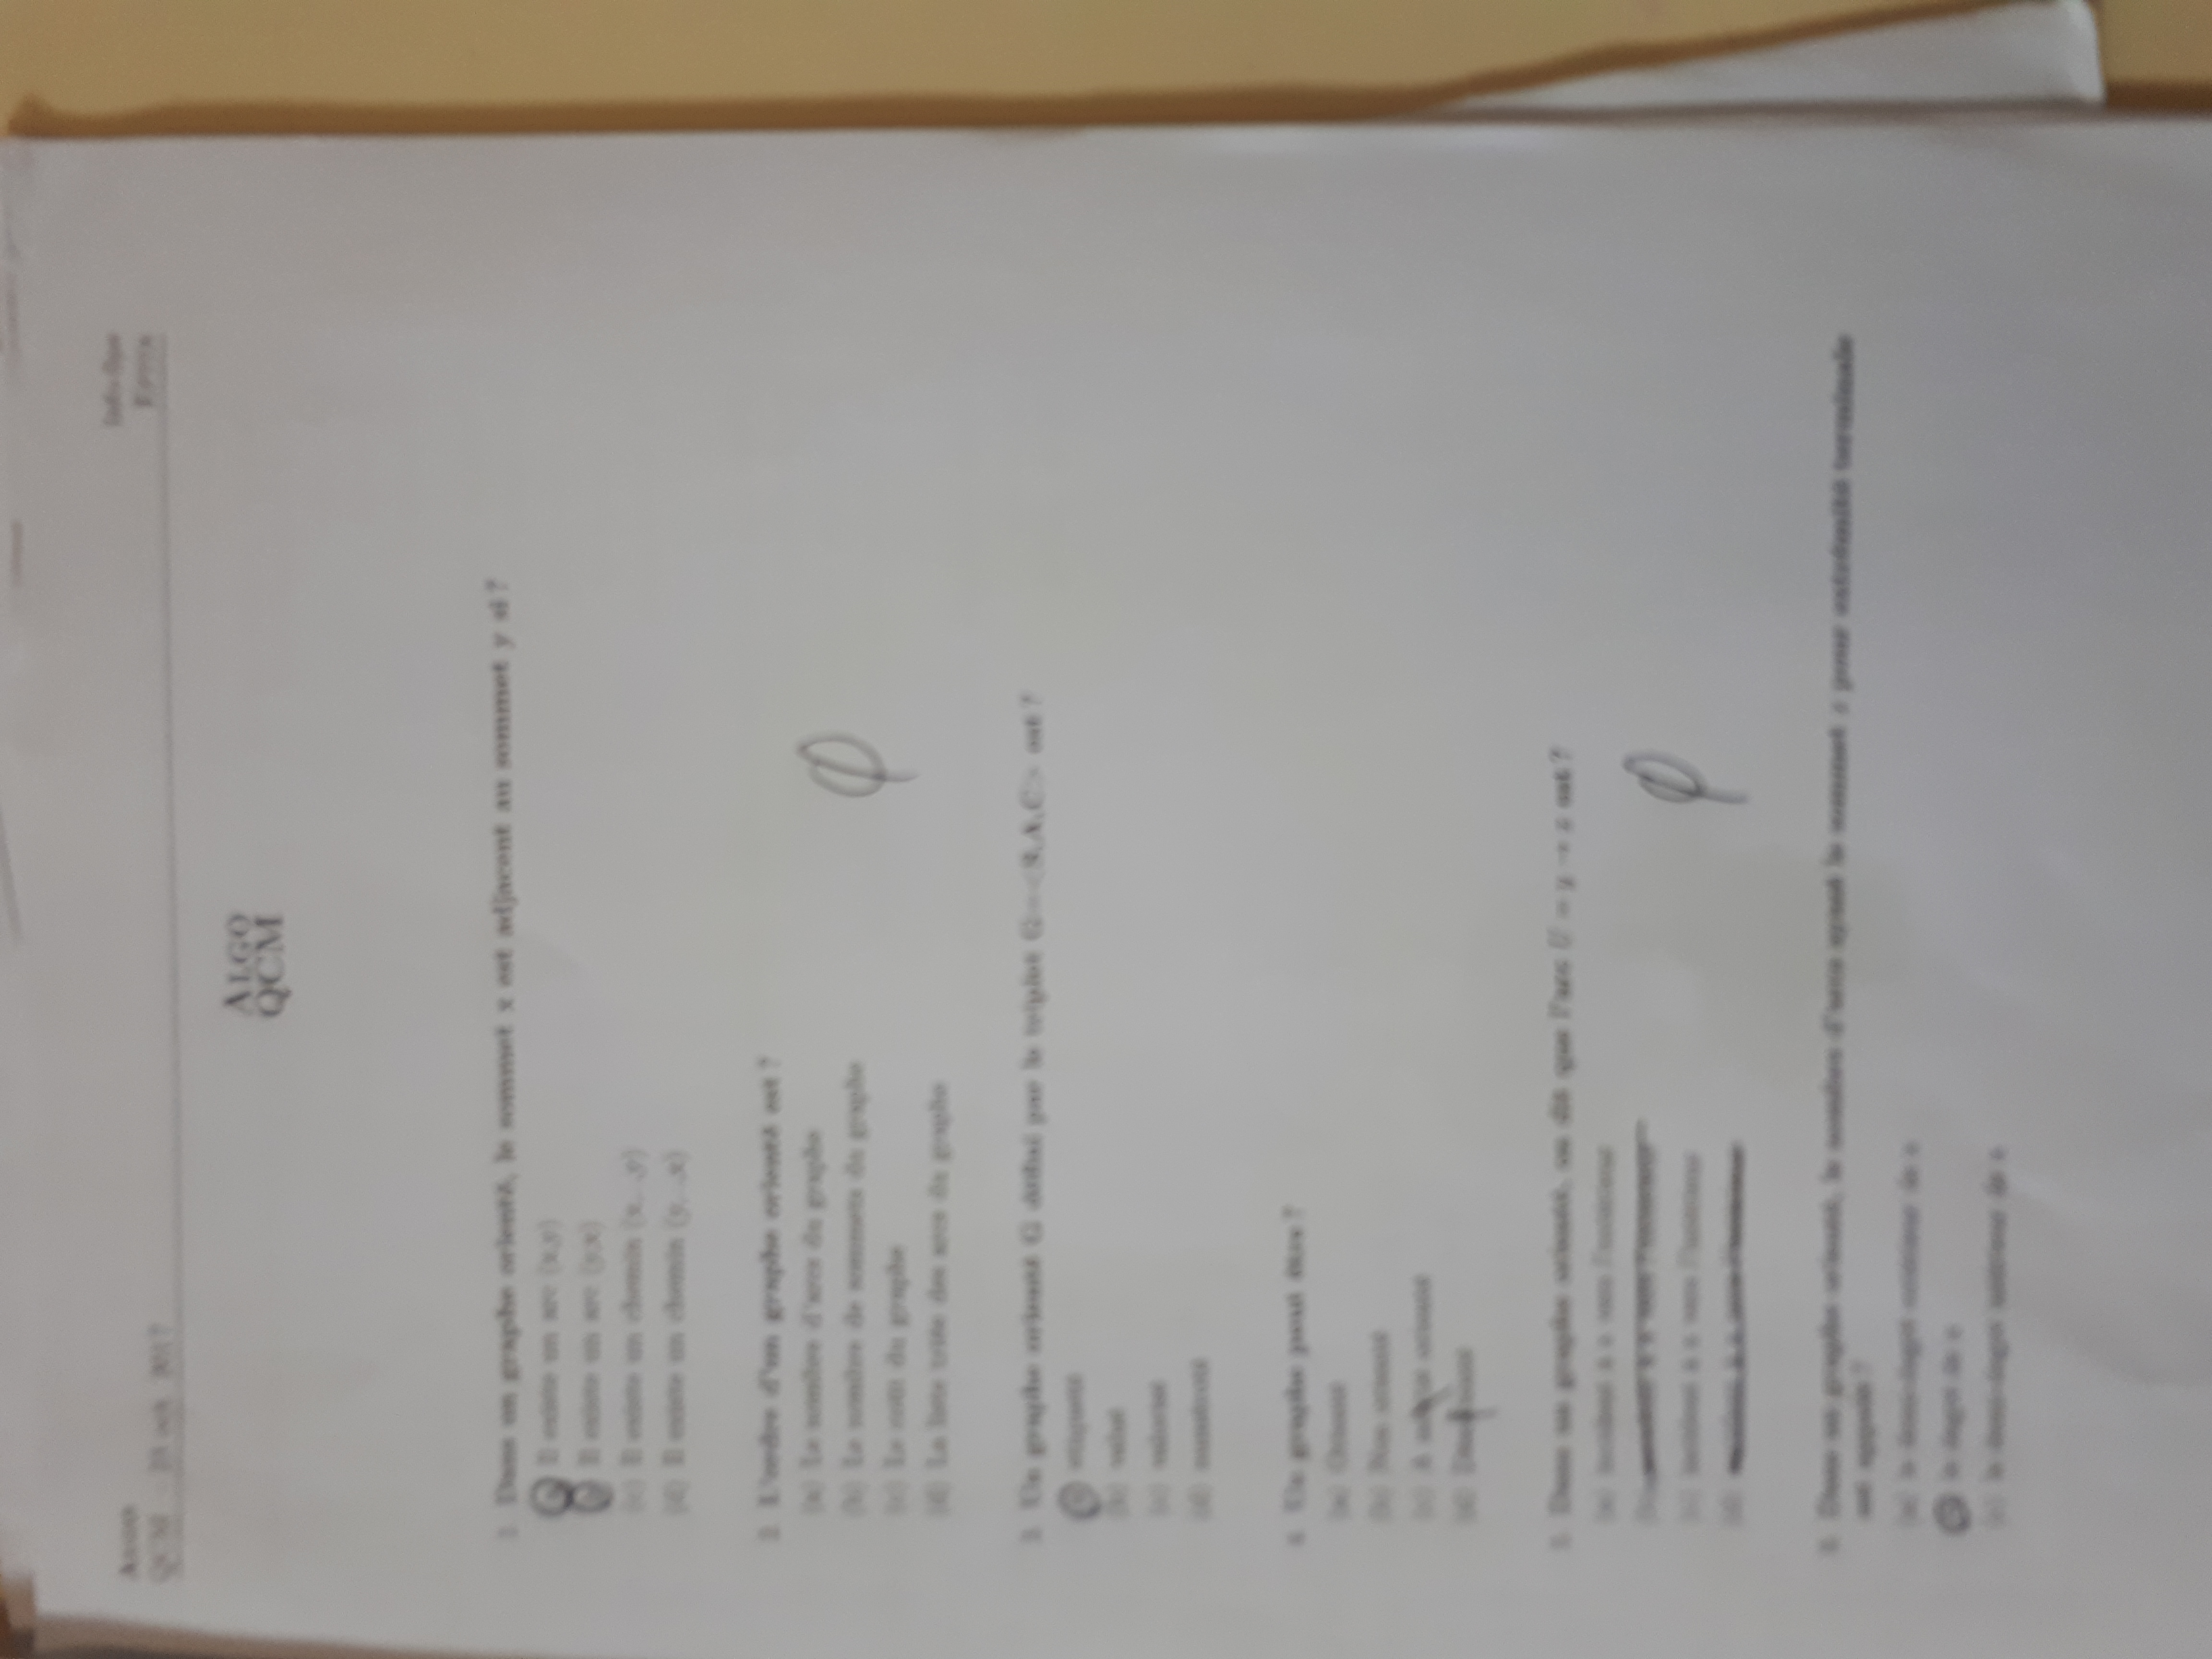 ALGO
QCM
1. Dans un graphe orienté, le sommet x est adjacent au sommet y si ?
Il existe un arc (x,y)
Il existe un arc (y,x)
(c) Il existe un chemin (x,..,y)
(d) Il existe un chemin (y,..,x)
2. L'ordre d'un graphe orienté est ?
(a) Le nombre d'arcs du graphe
(b) Le nombre de sommets du graphe
(c) Le coût du graphe
(d) La liste triée des arcs du graphe
3. Un graphe orienté G défini par le triplet G=<S,A,C> est ?
étiqueté
(b) valué
(c) valorisé
(d) numéroté
4. Un graphe peut être ?
(a) Orienté
(b) Non orienté
(c) A orienté
(d)
5. Dans un graphe orienté, on dit que l'arc U = y → x est ?
(a) incident à x vers l'extérieur
(c) incident à x vers l'intérieur
(d)
6. Dans un graphe orienté, le nombre d'arcs ayant le sommet x pour extrémité terminale
est appelé ?
(a) le demi-degré extérieur de x
le degré de x
(c) le demi-degré intérieur de x